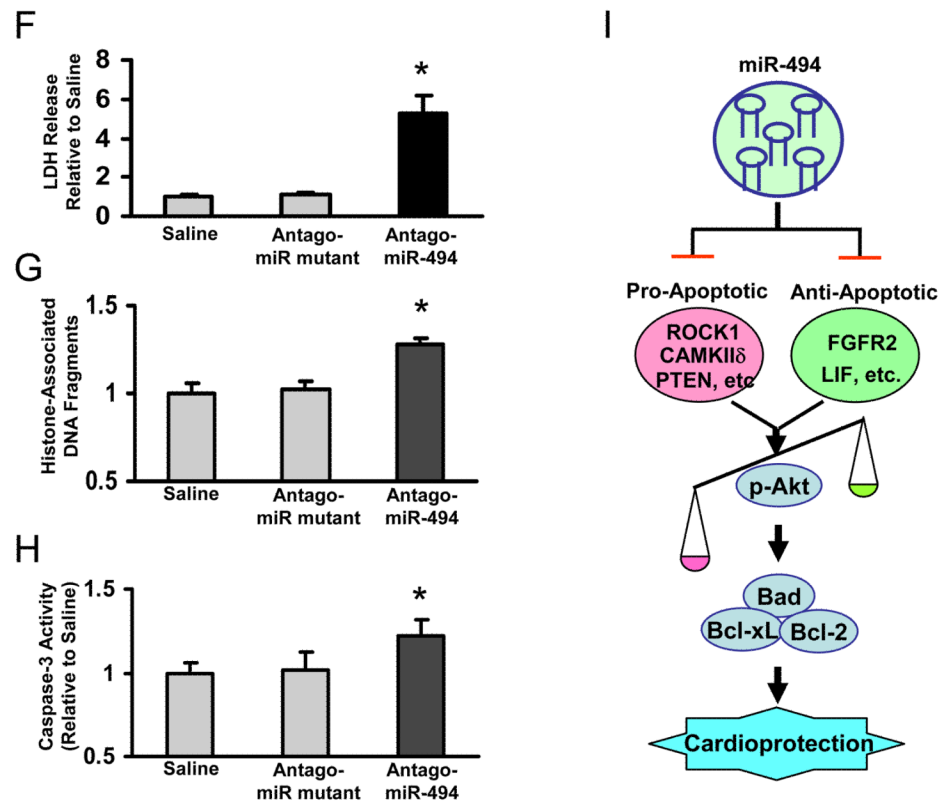 F
LDH Release
Relative to Saline
8
6
4
2
0
*
Saline
Antago-
miR mutant
Antago-
miR-494
G
Histone-Associated
DNA Fragments
1.5
1
0.5
*
Saline
Antago-
miR mutant
Antago-
miR-494
H
Caspase-3 Activity
(Relative to Saline)
1.5
1
0.5
*
Saline
Antago-
miR mutant
Antago-
miR-494
I
miR-494
Pro-Apoptotic
ROCK1
CAMKIIδ
PTEN, etc
Anti-Apoptotic
FGFR2
LIF, etc.
p-Akt
Bad
Bcl-xL
Bcl-2
Cardioprotection